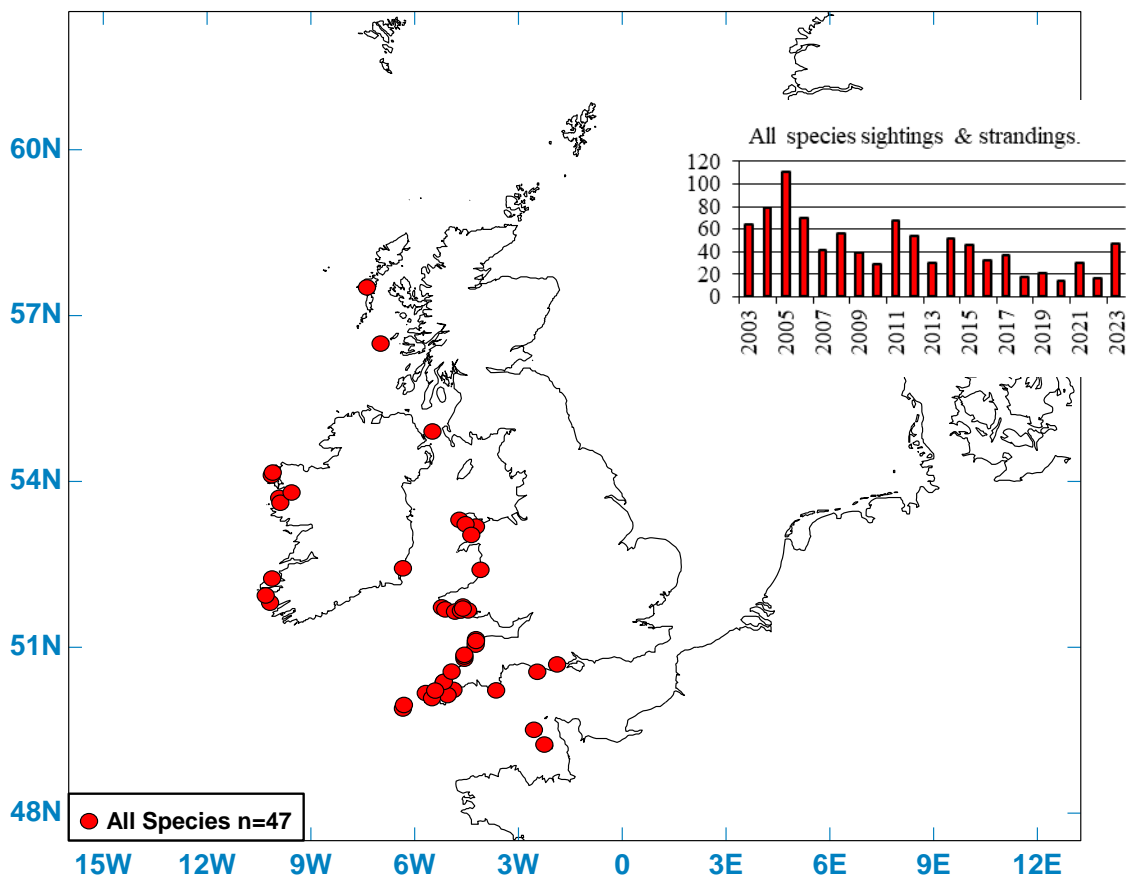 All species sightings & strandings.
120
100
80
60
40
20
0
2003
2005
2007
2009
2011
2013
2015
2017
2019
2021
2023
60N
57N
54N
51N
48N
All Species n=47
15W
12W
9W
6W
3W
0
3E
6E
9E
12E